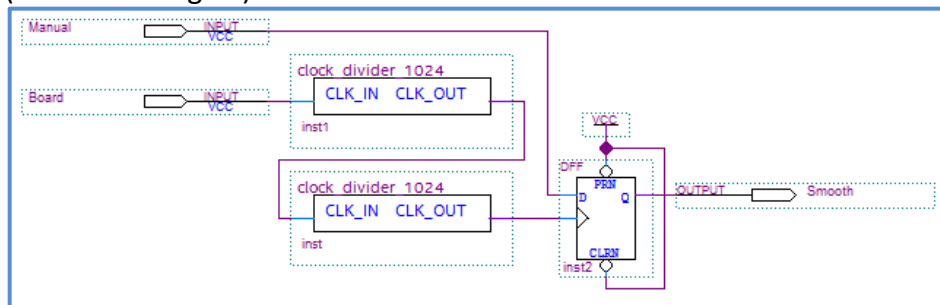 Manual
INPUT
VCC
clock_divider_1024
CLK_IN CLK_OUT
inst1
Board
INPUT
VCC
clock_divider_1024
CLK_IN CLK_OUT
inst
VCC
DFF
PRN
D Q
CLRN
inst2
OUTPUT
Smooth